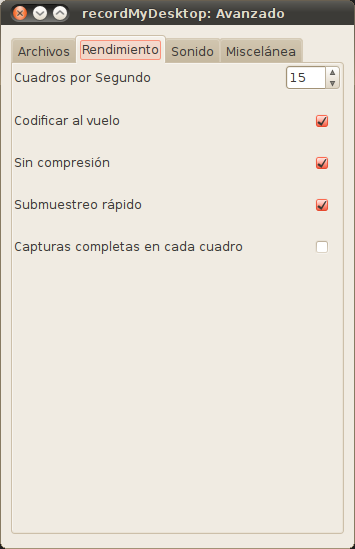 recordMyDesktop: Avanzado
Archivos Rendimiento Sonido Miscelánea
Cuadros por Segundo 15
Codificar al vuelo
Sin compresión
Submuestreo rápido
Capturas completas en cada cuadro